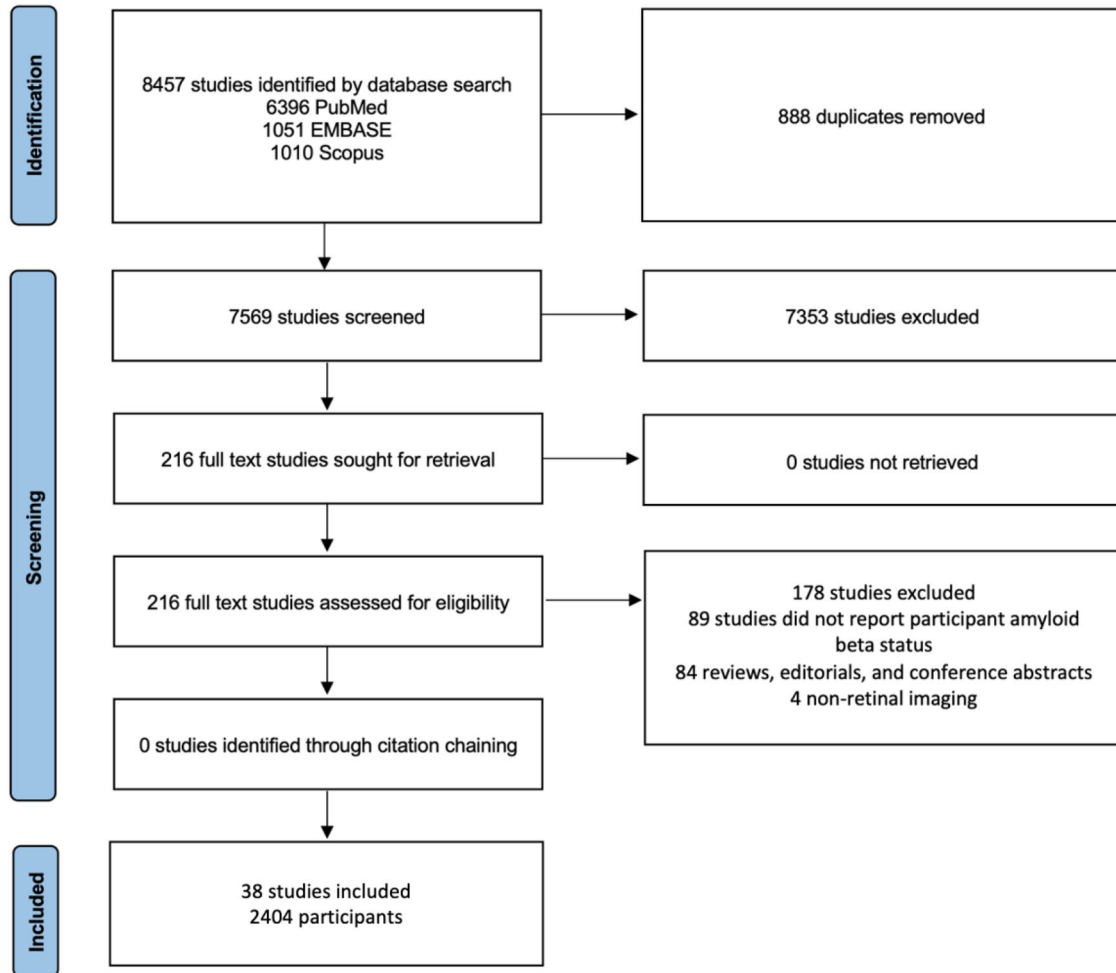 Identification
8457 studies identified by database search
6396 PubMed
1051 EMBASE
1010 Scopus
888 duplicates removed
Screening
7569 studies screened
7353 studies excluded
216 full text studies sought for retrieval
0 studies not retrieved
216 full text studies assessed for eligibility
178 studies excluded
89 studies did not report participant amyloid
beta status
84 reviews, editorials, and conference abstracts
4 non-retinal imaging
0 studies identified through citation chaining
Included
38 studies included
2404 participants